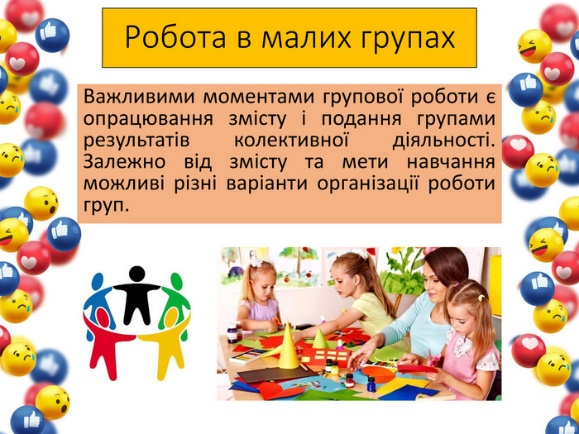 Робота в малих групах
Важливими моментами групової роботи є
опрацювання змісту і подання групами
результатів колективної діяльності.
Залежно від змісту та мети навчання
можливі різні варіанти організації роботи
груп.